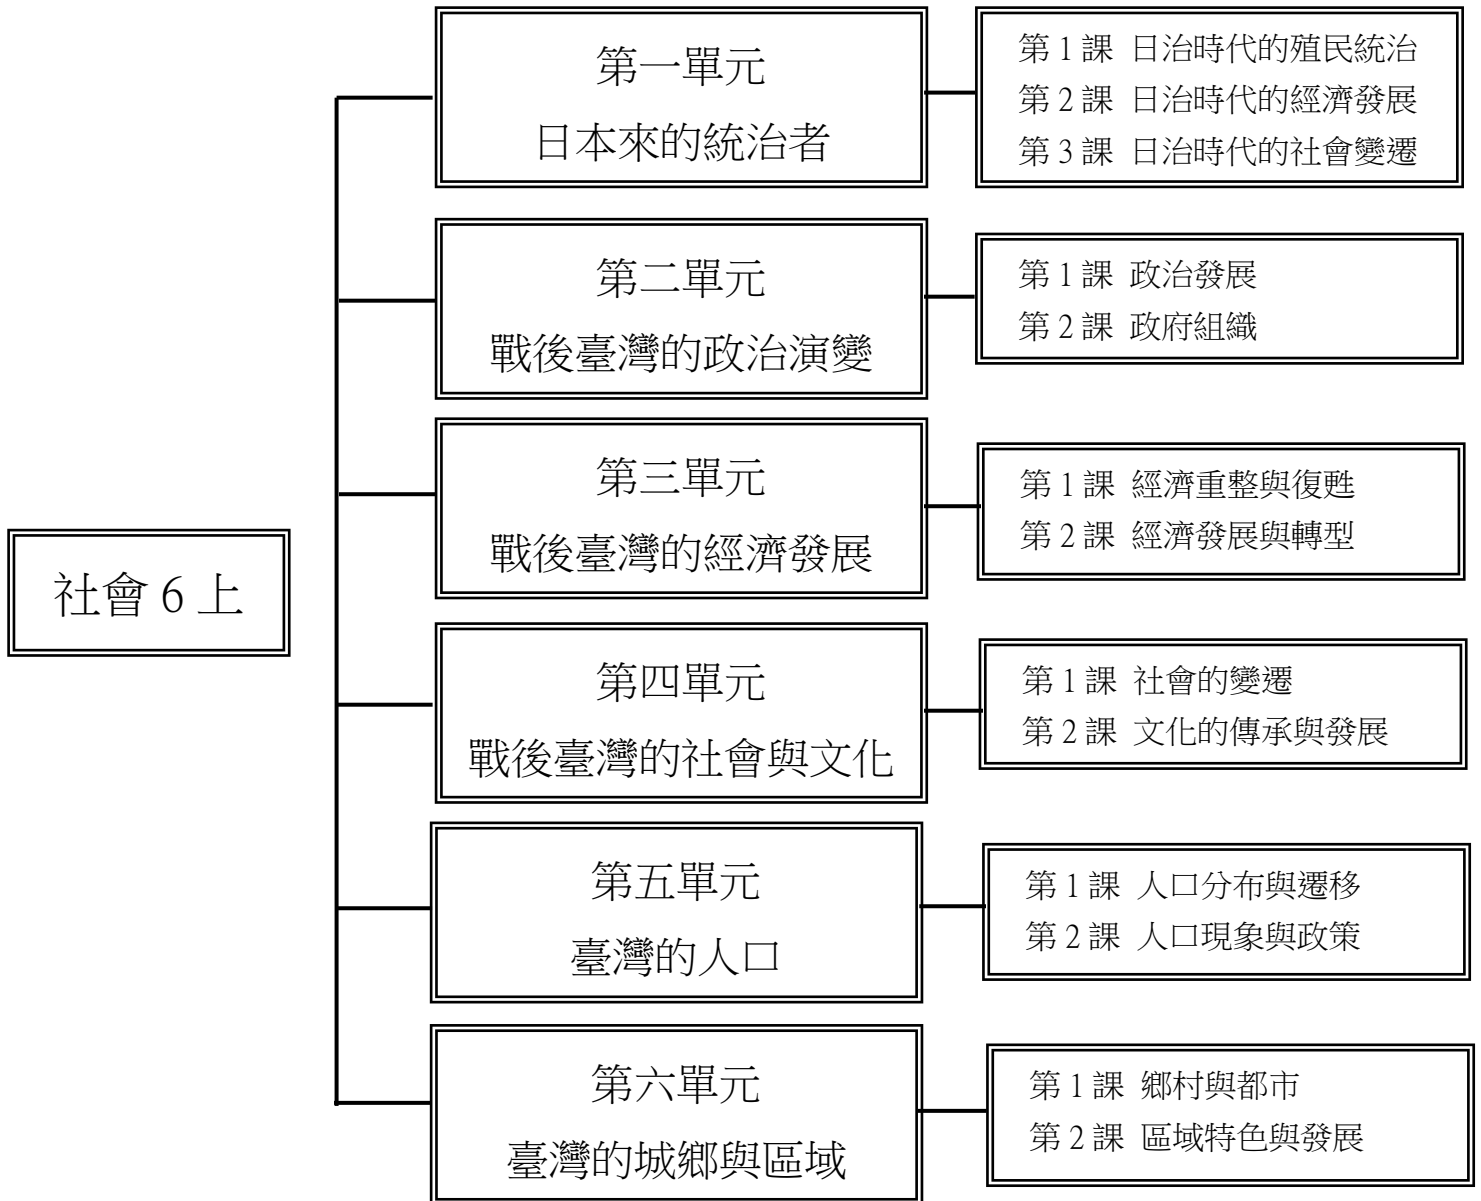 社會 6 上
第一單元
日本來的統治者
第 1 課 日治時代的殖民統治
第 2 課 日治時代的經濟發展
第 3 課 日治時代的社會變遷
第二單元
戰後臺灣的政治演變
第 1 課 政治發展
第 2 課 政府組織
第三單元
戰後臺灣的經濟發展
第 1 課 經濟重整與復甦
第 2 課 經濟發展與轉型
第四單元
戰後臺灣的社會與文化
第 1 課 社會的變遷
第 2 課 文化的傳承與發展
第五單元
臺灣的人口
第 1 課 人口分布與遷移
第 2 課 人口現象與政策
第六單元
臺灣的城鄉與區域
第 1 課 鄉村與都市
第 2 課 區域特色與發展